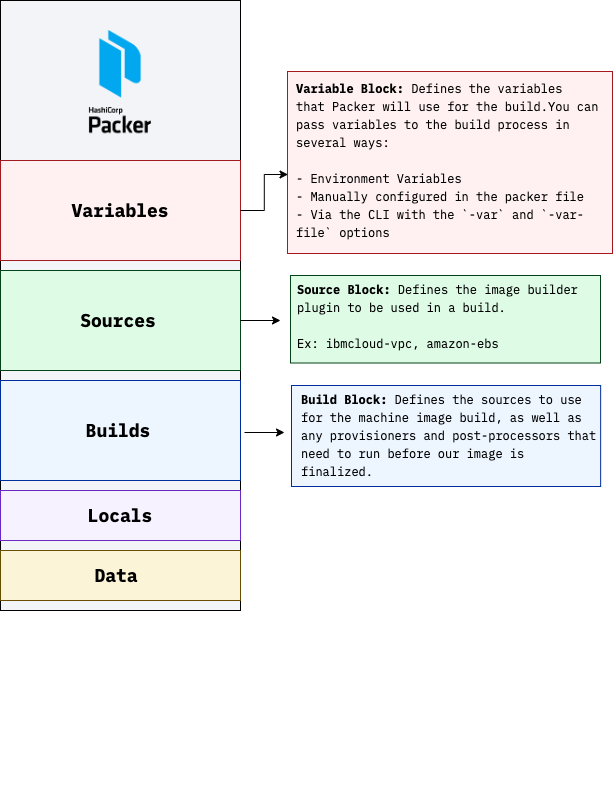 HashiCorp
Packer
Variables
Variable Block: Defines the variables
that Packer will use for the build.You can
pass variables to the build process in
several ways:
- Environment Variables
- Manually configured in the packer file
- Via the CLI with the `-var` and `-var-
file` options
Sources
Source Block: Defines the image builder
plugin to be used in a build.
Ex: ibmcloud-vpc, amazon-ebs
Builds
Build Block: Defines the sources to use
for the machine image build, as well as
any provisioners and post-processors that
need to run before our image is
finalized.
Locals
Data